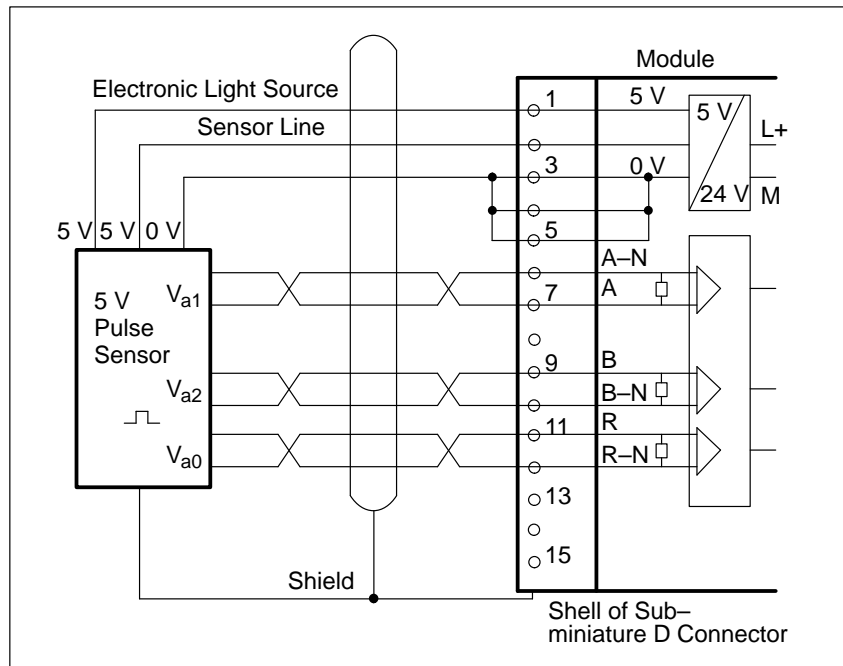 Module
Electronic Light Source
1
5 V
5 V
L+
Sensor Line
3
0 V
24 V
M
5 V 5 V 0 V
5
A–N
5 V
Pulse
Sensor
Va1
7
A
9
B
Va2
B–N
11
R
Va0
R–N
13
15
Shield
Shell of Sub–
miniature D Connector